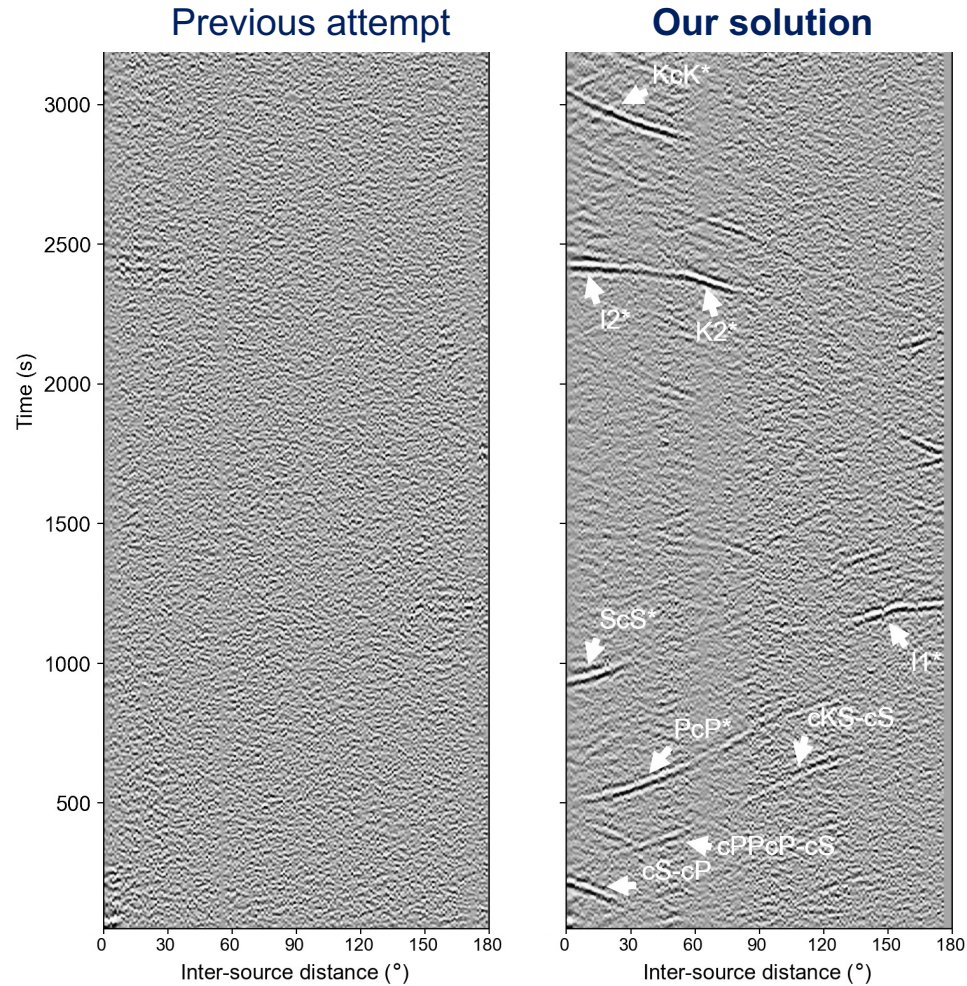 Previous attempt
Our solution
Time (s)
3000
2500
2000
1500
1000
500
0 30 60 90 120 150 180
Inter-source distance (°)
KcK*
I2*
K2*
ScS*
I1*
cKS-cS
PcP*
cPPcP-cS
cS-cP
0 30 60 90 120 150 180
Inter-source distance (°)